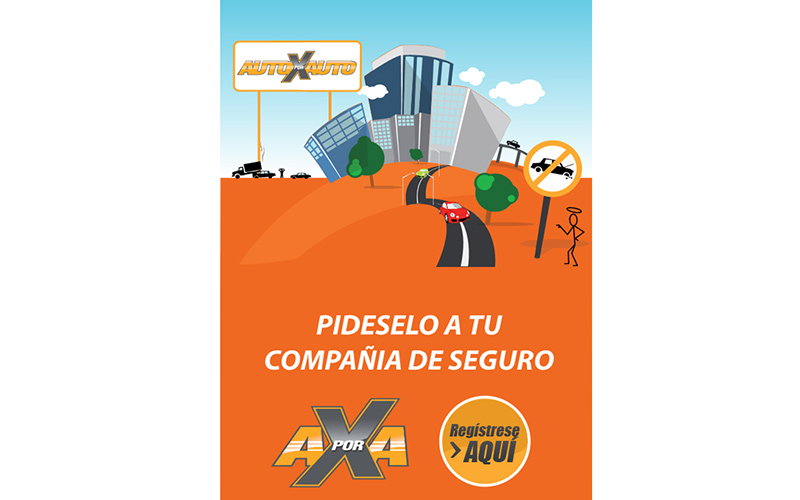 AUTO X POR AUTO
PIDESELO A TU
COMPAÑIA DE SEGURO
A X POR A
Regístrese
> AQUÍ